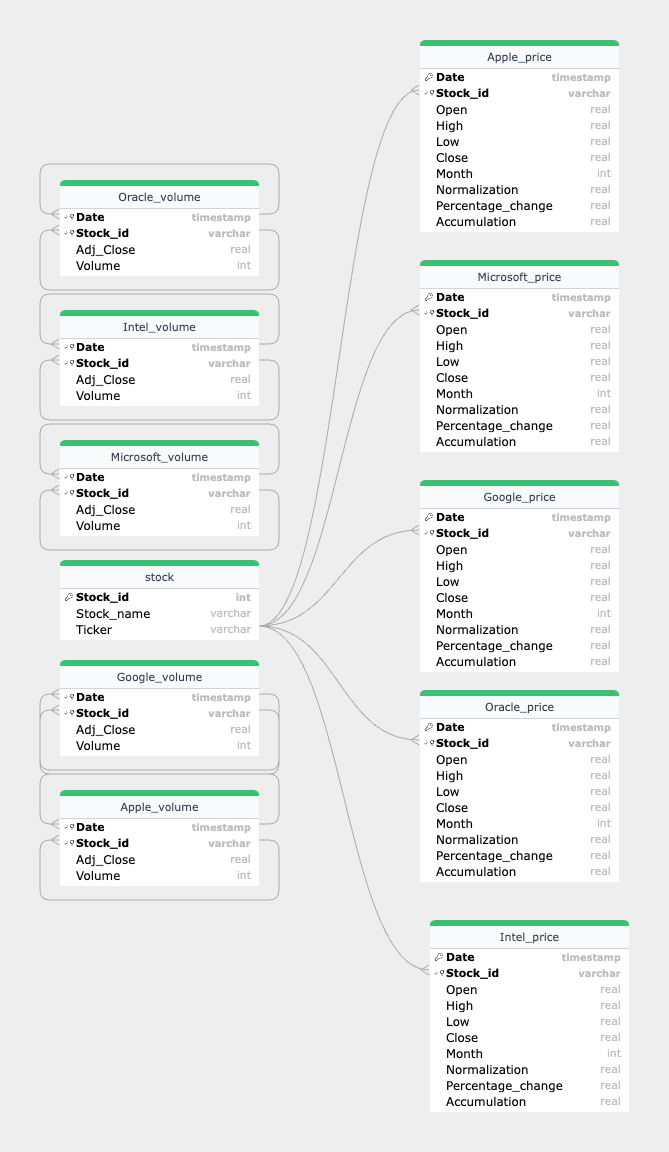 Oracle_volume
Date timestamp
Stock_id varchar
Adj_Close real
Volume int
Intel_volume
Date timestamp
Stock_id varchar
Adj_Close real
Volume int
Microsoft_volume
Date timestamp
Stock_id varchar
Adj_Close real
Volume int
stock
Stock_id int
Stock_name varchar
Ticker varchar
Google_volume
Date timestamp
Stock_id varchar
Adj_Close real
Volume int
Apple_volume
Date timestamp
Stock_id varchar
Adj_Close real
Volume int
Apple_price
Date timestamp
Stock_id varchar
Open real
High real
Low real
Close real
Month int
Normalization real
Percentage_change real
Accumulation real
Microsoft_price
Date timestamp
Stock_id varchar
Open real
High real
Low real
Close real
Month int
Normalization real
Percentage_change real
Accumulation real
Google_price
Date timestamp
Stock_id varchar
Open real
High real
Low real
Close real
Month int
Normalization real
Percentage_change real
Accumulation real
Oracle_price
Date timestamp
Stock_id varchar
Open real
High real
Low real
Close real
Month int
Normalization real
Percentage_change real
Accumulation real
Intel_price
Date timestamp
Stock_id varchar
Open real
High real
Low real
Close real
Month int
Normalization real
Percentage_change real
Accumulation real